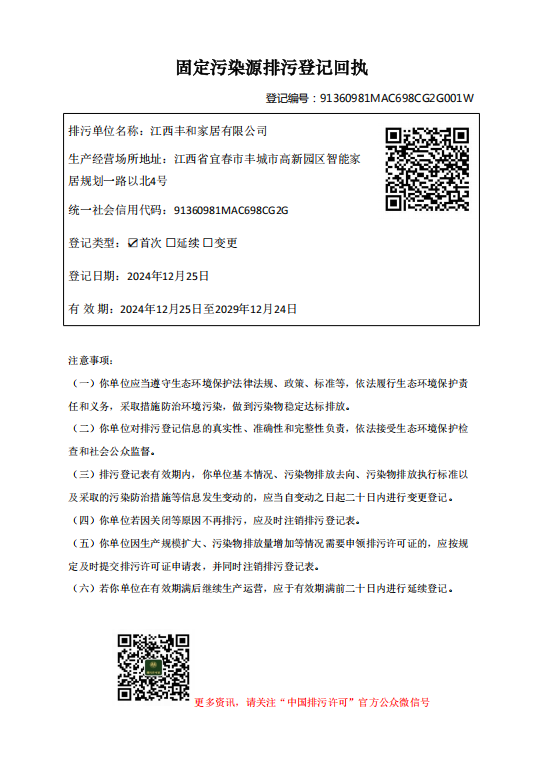 固定污染源排污登记回执
登记编号：91360981MAC698CG2G001W
排污单位名称：江西丰和家居有限公司
生产经营场所地址：江西省宜春市丰城市高新园区智能家
居规划一路以北4号
统一社会信用代码：91360981MAC698CG2G
登记类型：☑首次 □延续 □变更
登记日期：2024年12月25日
有 效 期：2024年12月25日至2029年12月24日
注意事项：
（一）你单位应当遵守生态环境保护法律法规、政策、标准等，依法履行生态环境保护责
任和义务，采取措施防治环境污染，做到污染物稳定达标排放。
（二）你单位对排污登记信息的真实性、准确性和完整性负责，依法接受生态环境保护检
查和社会公众监督。
（三）排污登记表有效期内，你单位基本情况、污染物排放去向、污染物排放执行标准以
及采取的污染防治措施等信息发生变动的，应当自变动之日起二十日内进行变更登记。
（四）你单位若因关闭等原因不再排污，应及时注销排污登记表。
（五）你单位因生产规模扩大、污染物排放量增加等情况需要申领排污许可证的，应按规
定及时提交排污许可证申请表，并同时注销排污登记表。
（六）若你单位在有效期满后继续生产运营，应于有效期满前二十日内进行延续登记。
更多资讯，请关注“中国排污许可”官方公众微信号